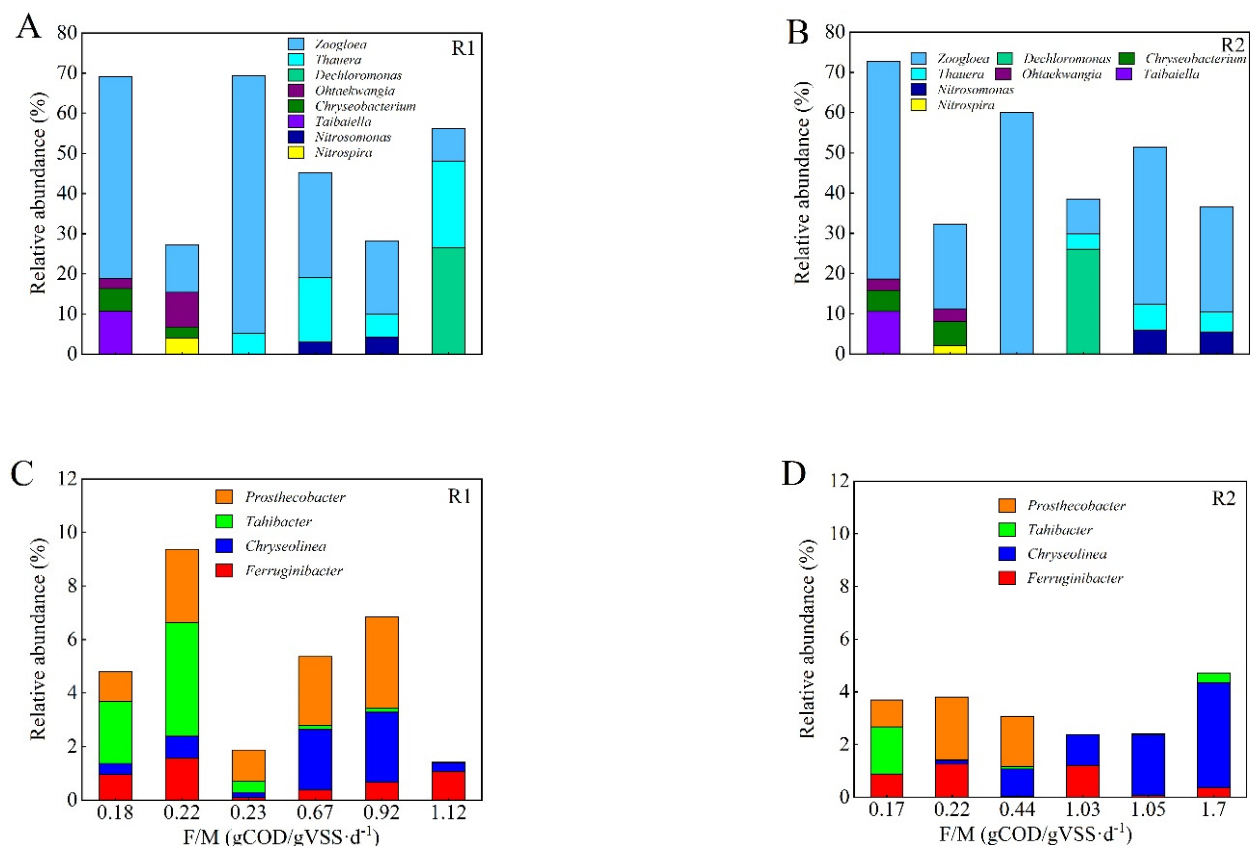 A
R1
Zoogloea
Thauera
Dechloromonas
Ohtaekwangia
Chryseobacterium
Taibaiella
Nitrosomonas
Nitrospira
Relative abundance (%)
80
70
60
50
40
30
20
10
0
B
R2
Zoogloea Dechloromonas Chryseobacterium
Thauera Ohtaekwangia Taibaiella
Nitrosomonas
Nitrospira
Relative abundance (%)
80
70
60
50
40
30
20
10
0
C
R1
Prosthecobacter
Tahibacter
Chryseolinea
Ferruginibacter
Relative abundance (%)
12
10
8
6
4
2
0
0.18 0.22 0.23 0.67 0.92 1.12
F/M (gCOD/gVSS·d⁻¹)
D
R2
Prosthecobacter
Tahibacter
Chryseolinea
Ferruginibacter
Relative abundance (%)
12
10
8
6
4
2
0
0.17 0.22 0.44 1.03 1.05 1.7
F/M (gCOD/gVSS·d⁻¹)